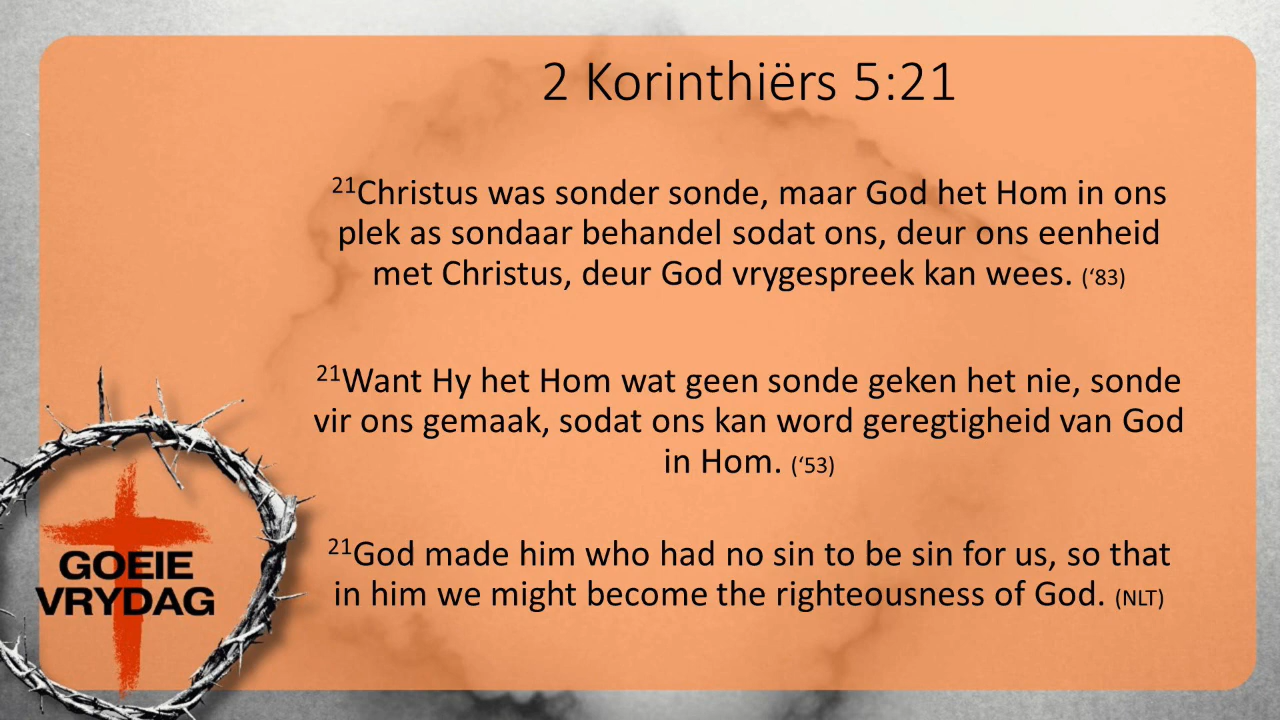 2 Korinthiërs 5:21
21Christus was sonder sonde, maar God het Hom in ons
plek as sondaar behandel sodat ons, deur ons eenheid
met Christus, deur God vrygespreek kan wees. (‘83)
21Want Hy het Hom wat geen sonde geken het nie, sonde
vir ons gemaak, sodat ons kan word geregtigheid van God
in Hom. (‘53)
21God made him who had no sin to be sin for us, so that
in him we might become the righteousness of God. (NLT)
GOEIE
VRYDAG